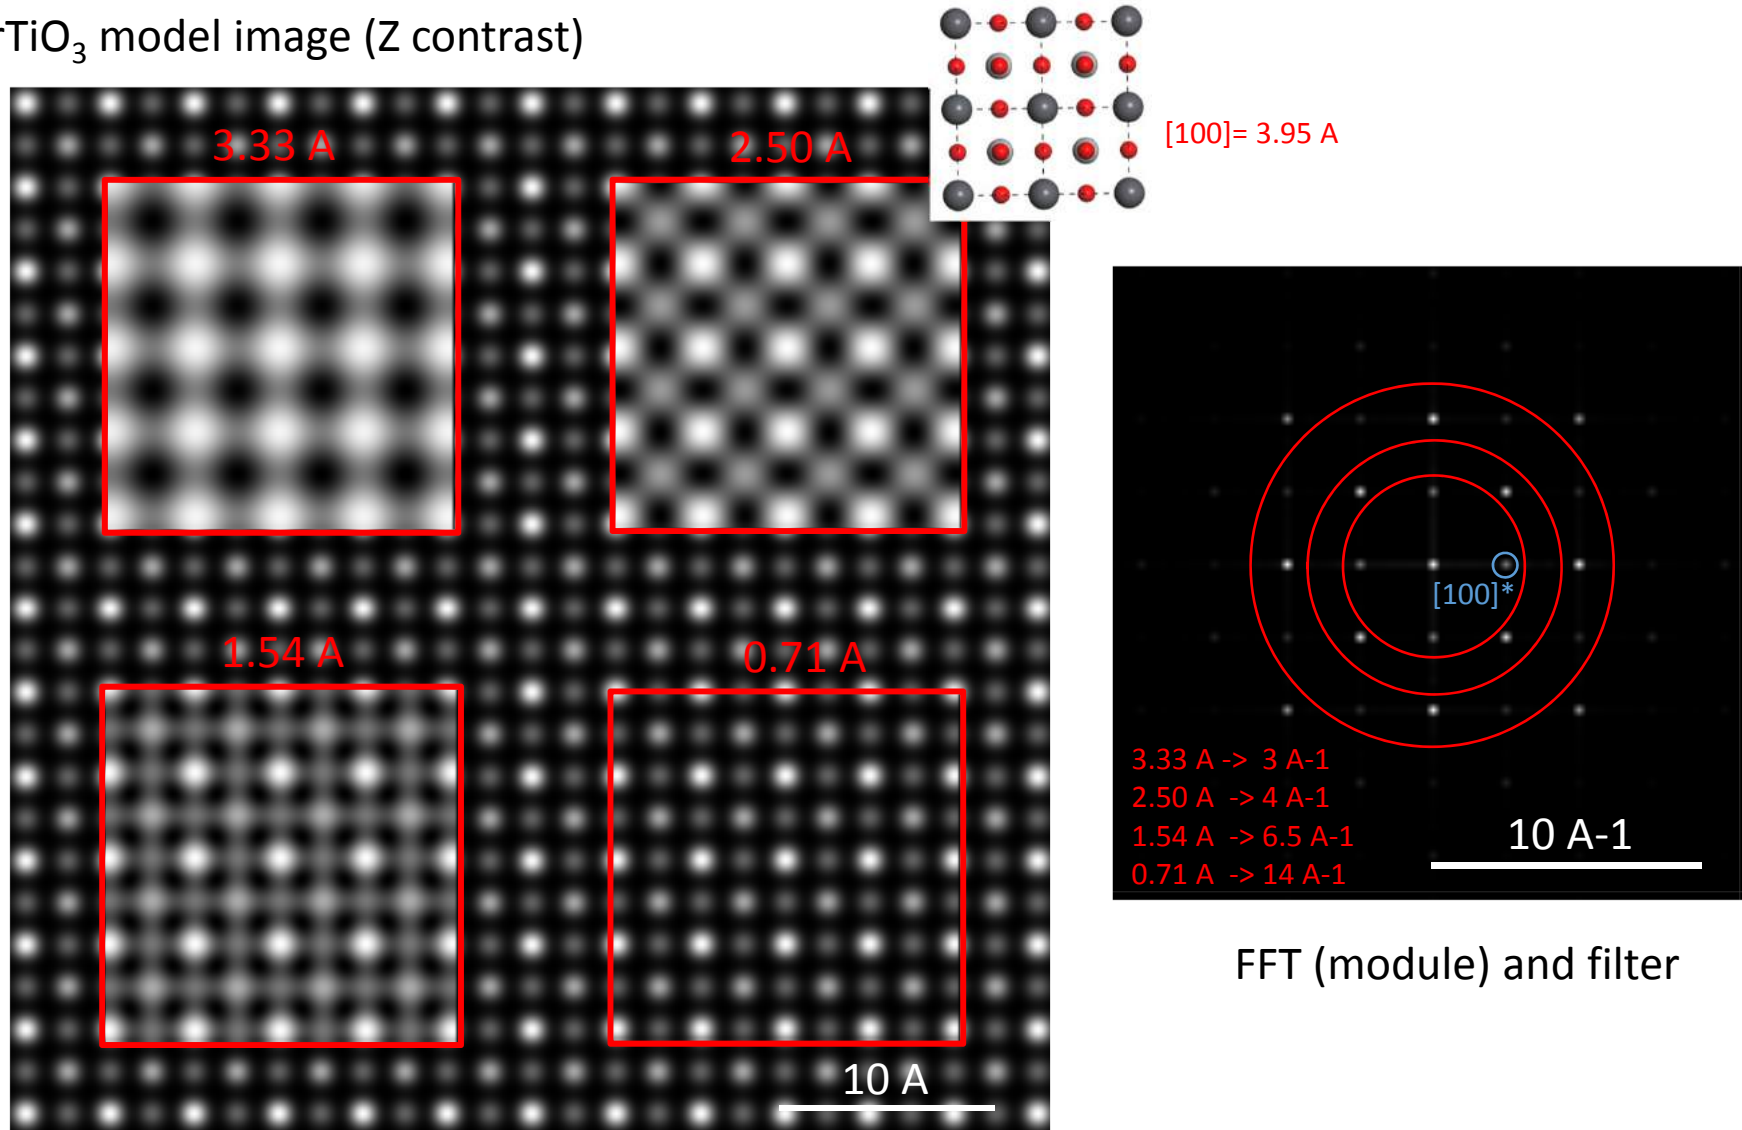 rTiO3 model image (Z contrast)
3.33 A
2.50 A
[100]= 3.95 A
1.54 A
0.71 A
10 A
[100]*
3.33 A -> 3 A-1
2.50 A -> 4 A-1
1.54 A -> 6.5 A-1
0.71 A -> 14 A-1
10 A-1
FFT (module) and filter